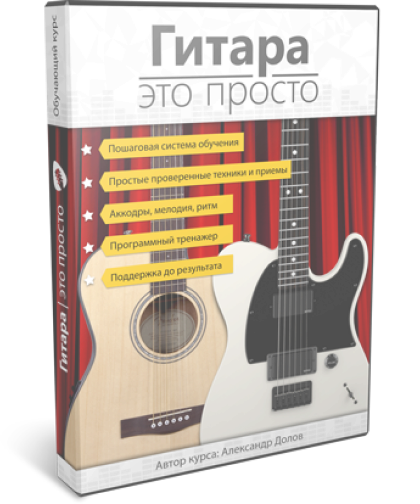 Гитара
это просто
Пошаговая система обучения
Простые проверенные техники и приемы
Аккорды, мелодия, ритм
Программный тренажер
Поддержка до результата
Автор курса: Александр Долов
Обучающий курс
Гитара | это просто